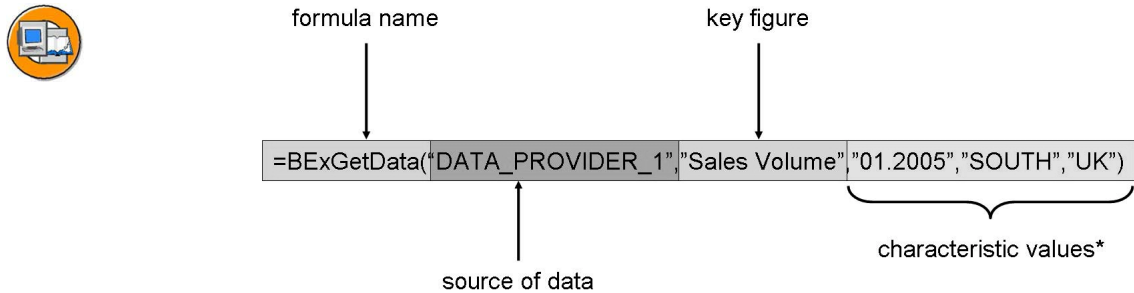 formula name key figure
=BExGetData(“DATA_PROVIDER_1”,”Sales Volume”,”01.2005”,”SOUTH”,”UK”)
characteristic values*
source of data